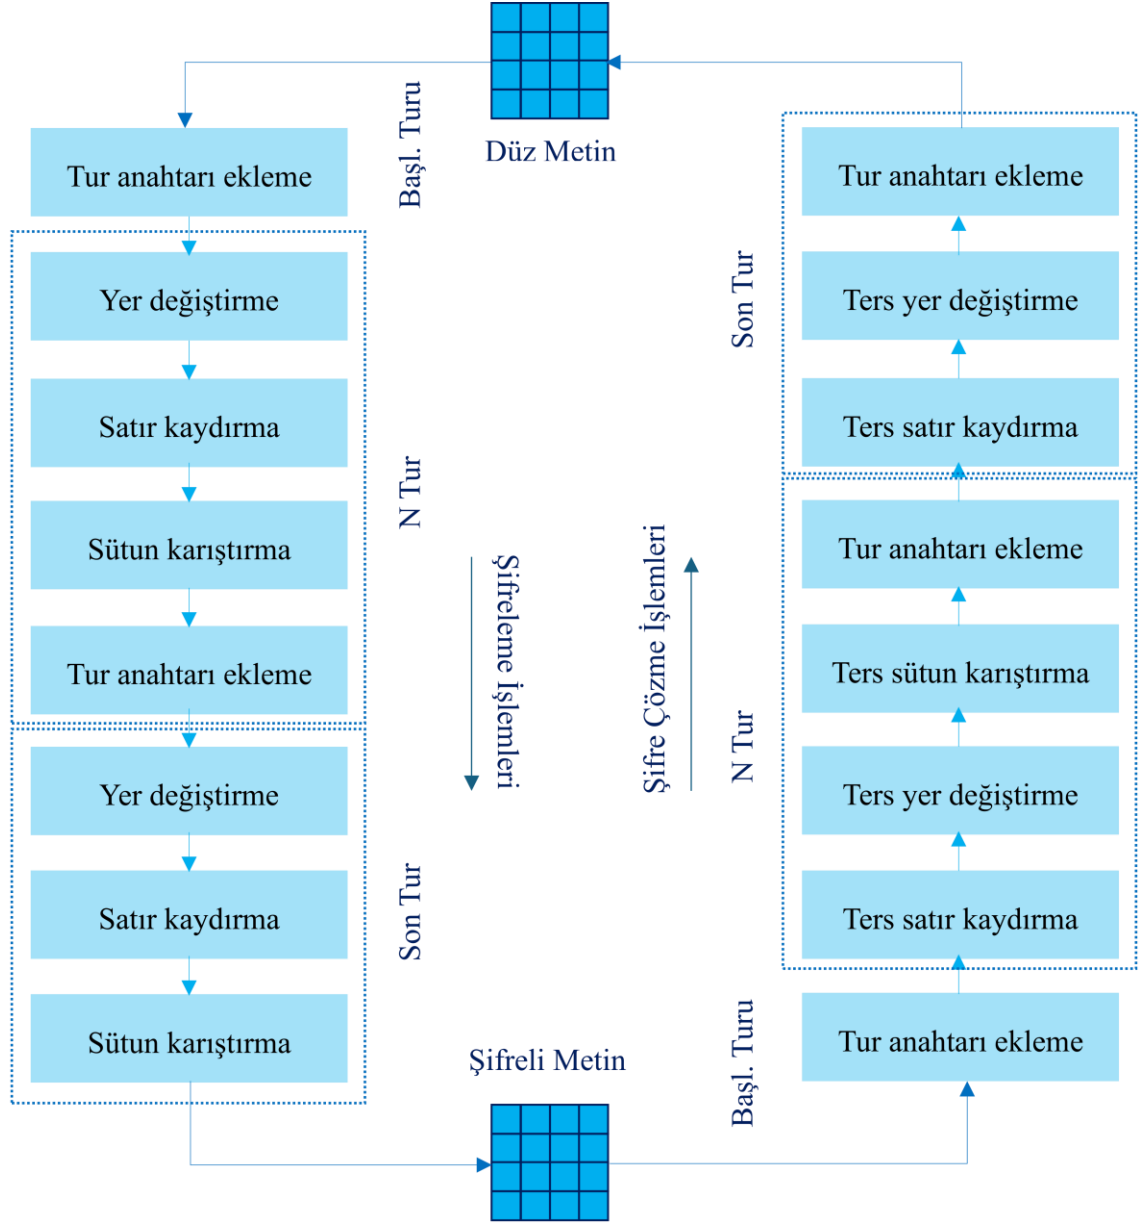 Düz Metin
Başl. Turu
Tur anahtarı ekleme
Yer değiştirme
Satır kaydırma
Sütun karıştırma
Tur anahtarı ekleme
N Tur
Yer değiştirme
Satır kaydırma
Sütun karıştırma
Son Tur
Şifreleme İşlemleri
Şifre Çözme İşlemleri
Tur anahtarı ekleme
Ters yer değiştirme
Ters satır kaydırma
Son Tur
Tur anahtarı ekleme
Ters sütun karıştırma
Ters yer değiştirme
Ters satır kaydırma
N Tur
Tur anahtarı ekleme
Başl. Turu
Şifreli Metin